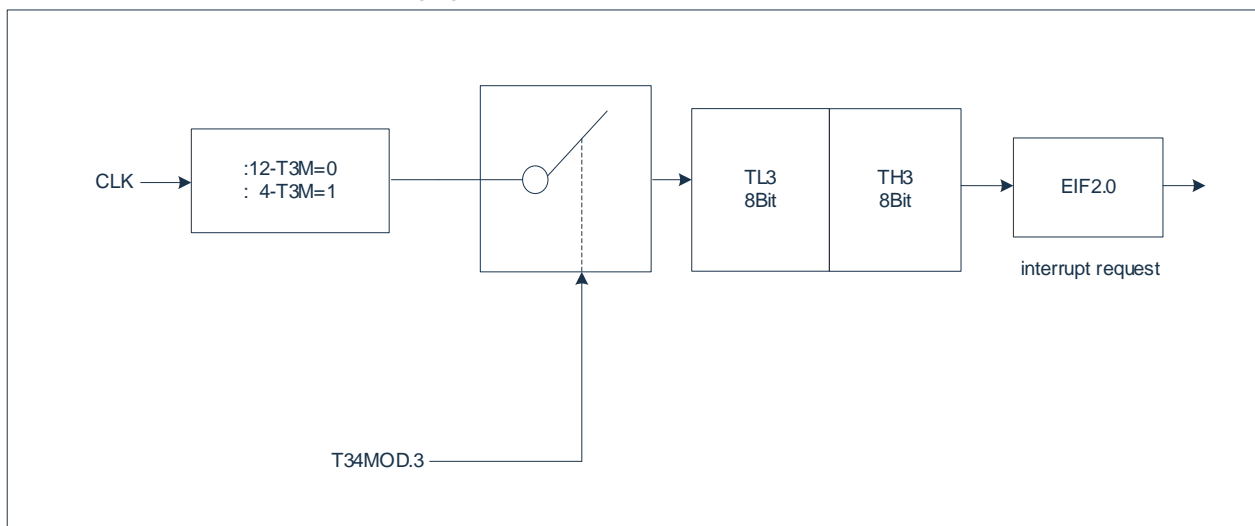 CLK
:12-T3M=0
: 4-T3M=1
TL3
8Bit
TH3
8Bit
EIF2.0
interrupt request
T34MOD.3